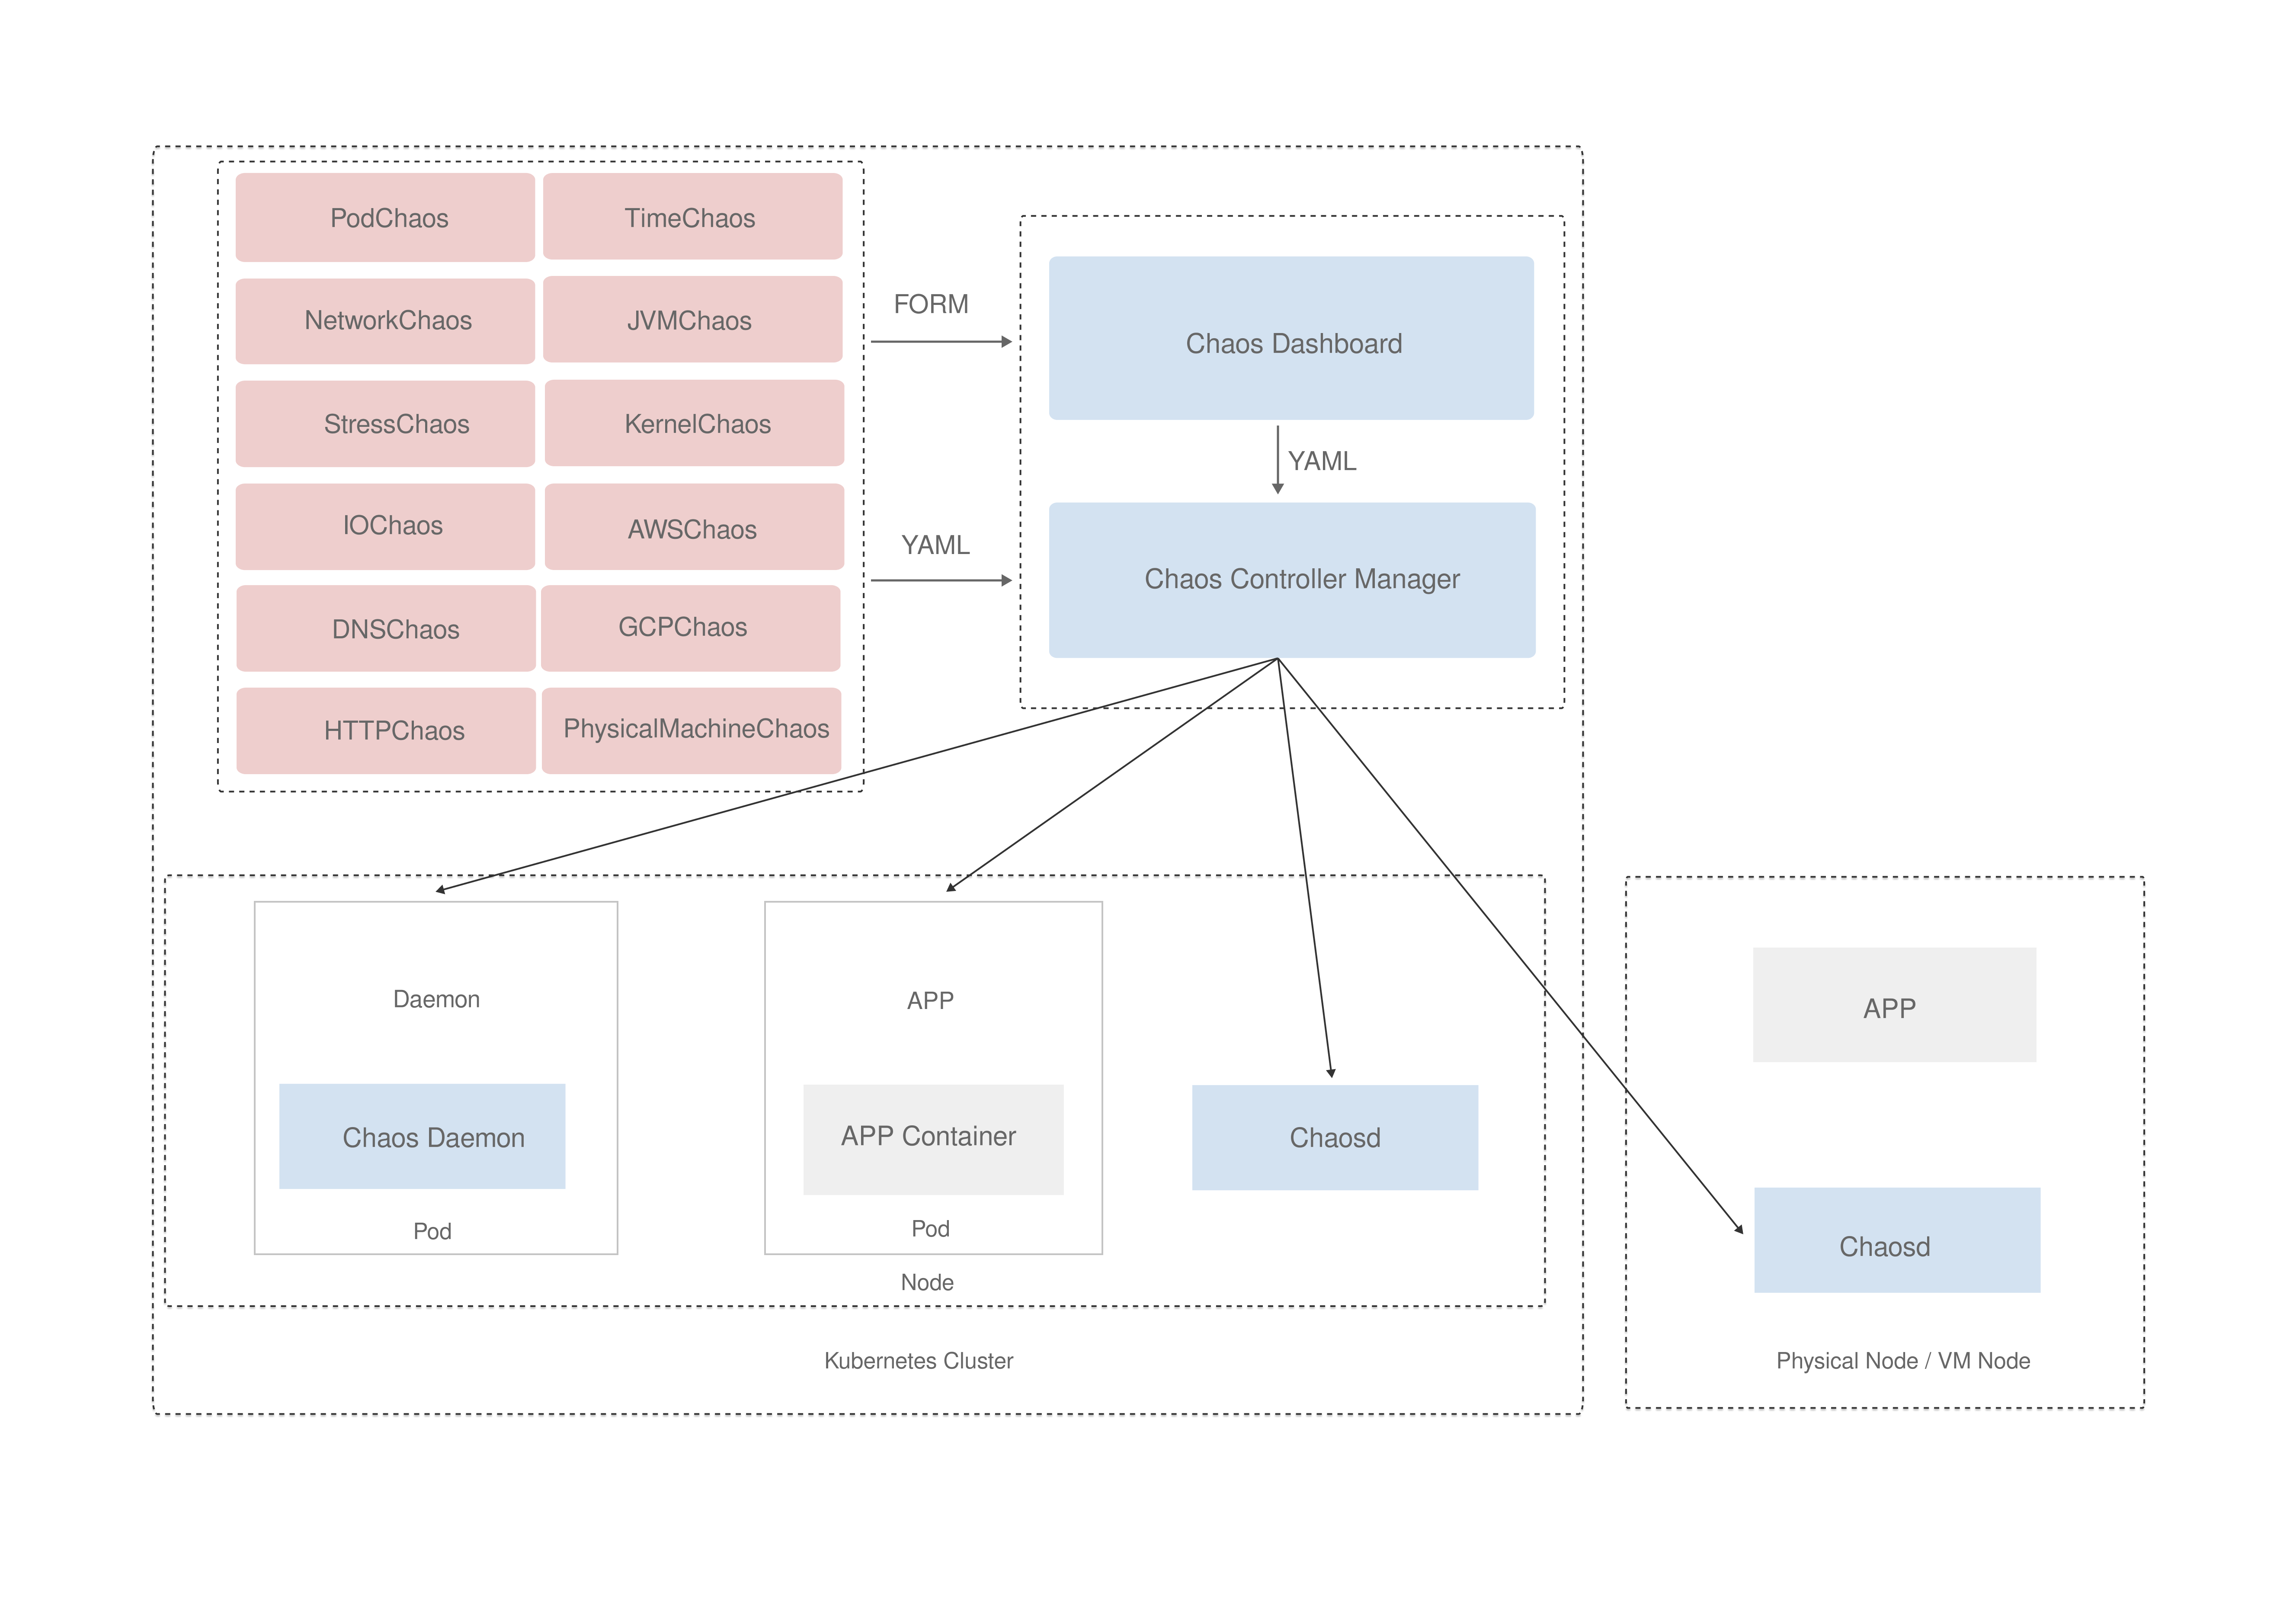 PodChaos
TimeChaos
NetworkChaos
JVMChaos
StressChaos
KernelChaos
IOChaos
AWSChaos
DNSChaos
GCPChaos
HTTPChaos
PhysicalMachineChaos
FORM
YAML
Chaos Dashboard
YAML
Chaos Controller Manager
Daemon
Chaos Daemon
Pod
APP
APP Container
Pod
Chaosd
Node
Kubernetes Cluster
APP
Chaosd
Physical Node / VM Node